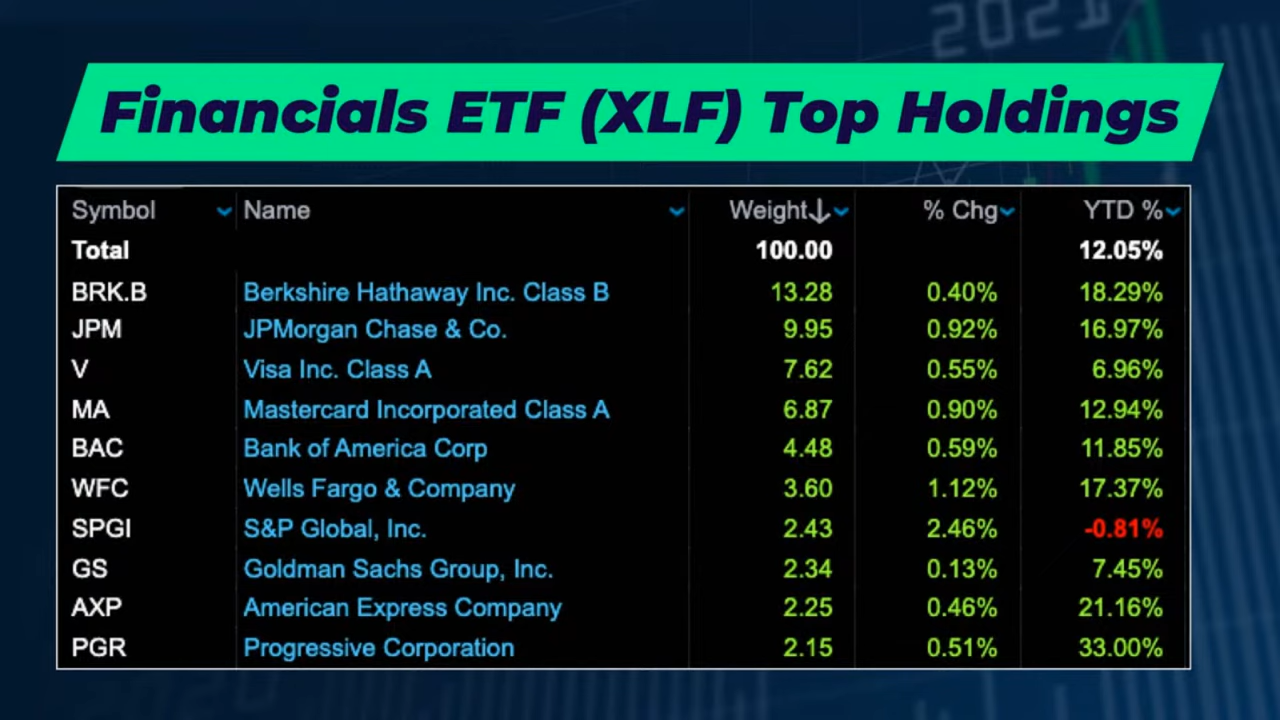 2021
Financials ETF (XLF) Top Holdings
Symbol Name Weight↓ % Chg YTD %
Total 100.00 12.05%
BRK.B Berkshire Hathaway Inc. Class B 13.28 0.40% 18.29%
JPM JPMorgan Chase & Co. 9.95 0.92% 16.97%
V Visa Inc. Class A 7.62 0.55% 6.96%
MA Mastercard Incorporated Class A 6.87 0.90% 12.94%
BAC Bank of America Corp 4.48 0.59% 11.85%
WFC Wells Fargo & Company 3.60 1.12% 17.37%
SPGI S&P Global, Inc. 2.43 2.46% -0.81%
GS Goldman Sachs Group, Inc. 2.34 0.13% 7.45%
AXP American Express Company 2.25 0.46% 21.16%
PGR Progressive Corporation 2.15 0.51% 33.00%